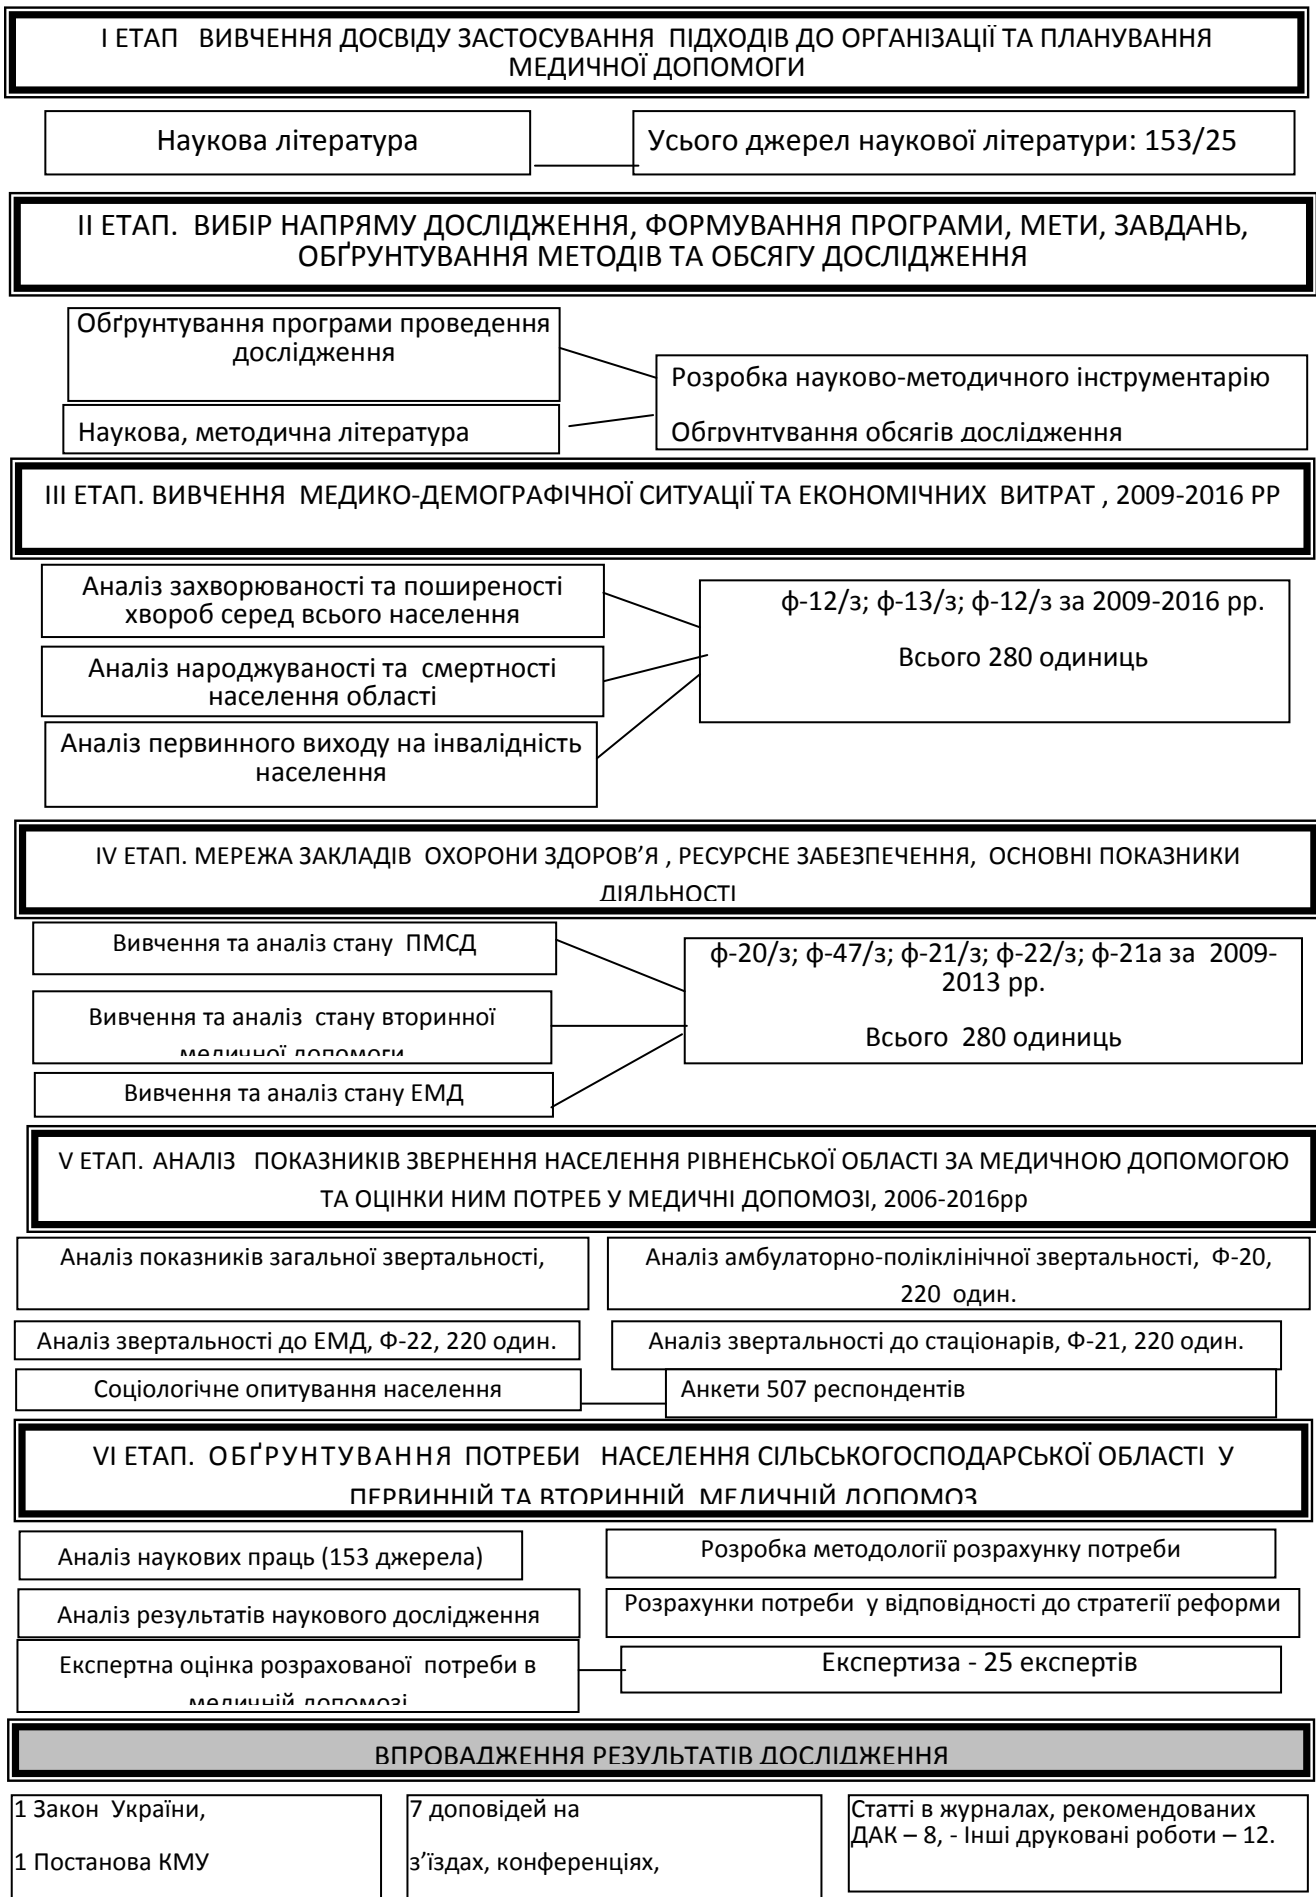 І ЕТАП ВИВЧЕННЯ ДОСВІДУ ЗАСТОСУВАННЯ ПІДХОДІВ ДО ОРГАНІЗАЦІЇ ТА ПЛАНУВАННЯ
МЕДИЧНОЇ ДОПОМОГИ
Наукова література
Усього джерел наукової літератури: 153/25
ІІ ЕТАП. ВИБІР НАПРЯМУ ДОСЛІДЖЕННЯ, ФОРМУВАННЯ ПРОГРАМИ, МЕТИ, ЗАВДАНЬ,
ОБҐРУНТУВАННЯ МЕТОДІВ ТА ОБСЯГУ ДОСЛІДЖЕННЯ
Обґрунтування програми проведення
дослідження
Розробка науково-методичного інструментарію
Наукова, методична література
Обґрунтування обсягів дослідження
ІІІ ЕТАП. ВИВЧЕННЯ МЕДИКО-ДЕМОГРАФІЧНОЇ СИТУАЦІЇ ТА ЕКОНОМІЧНИХ ВИТРАТ , 2009-2016 РР
Аналіз захворюваності та поширеності
хвороб серед всього населення
ф-12/з; ф-13/з; ф-12/з за 2009-2016 рр.
Всього 280 одиниць
Аналіз народжуваності та смертності
населення області
Аналіз первинного виходу на інвалідність
населення
IV ЕТАП. МЕРЕЖА ЗАКЛАДІВ ОХОРОНИ ЗДОРОВ’Я , РЕСУРСНЕ ЗАБЕЗПЕЧЕННЯ, ОСНОВНІ ПОКАЗНИКИ
ДІЯЛЬНОСТІ
Вивчення та аналіз стану ПМСД
ф-20/з; ф-47/з; ф-21/з; ф-22/з; ф-21а за 2009-
2013 рр.
Всього 280 одиниць
Вивчення та аналіз стану вторинної
медичної допомоги
Вивчення та аналіз стану ЕМД
V ЕТАП. АНАЛІЗ ПОКАЗНИКІВ ЗВЕРНЕННЯ НАСЕЛЕННЯ РІВНЕНСЬКОЇ ОБЛАСТІ ЗА МЕДИЧНОЮ ДОПОМОГОЮ
ТА ОЦІНКИ НИМ ПОТРЕБ У МЕДИЧНІ ДОПОМОЗІ, 2006-2016рр
Аналіз показників загальної звертальності,
Аналіз амбулаторно-поліклінічної звертальності, Ф-20,
220 один.
Аналіз звертальності до ЕМД, Ф-22, 220 один.
Аналіз звертальності до стаціонарів, Ф-21, 220 один.
Соціологічне опитування населення
Анкети 507 респондентів
VI ЕТАП. ОБҐРУНТУВАННЯ ПОТРЕБИ НАСЕЛЕННЯ СІЛЬСЬКОГОСПОДАРСЬКОЇ ОБЛАСТІ У
ПЕРВИННІЙ ТА ВТОРИННІЙ МЕДИЧНІЙ ДОПОМОЗ
Аналіз наукових праць (153 джерела)
Розробка методології розрахунку потреби
Аналіз результатів наукового дослідження
Розрахунки потреби у відповідності до стратегії реформи
Експертна оцінка розрахованої потреби в
медичній допомозі
Експертиза - 25 експертів
ВПРОВАДЖЕННЯ РЕЗУЛЬТАТІВ ДОСЛІДЖЕННЯ
1 Закон України,
1 Постанова КМУ
7 доповідей на
з’їздах, конференціях,
Статті в журналах, рекомендованих
ДАК – 8, - Інші друковані роботи – 12.